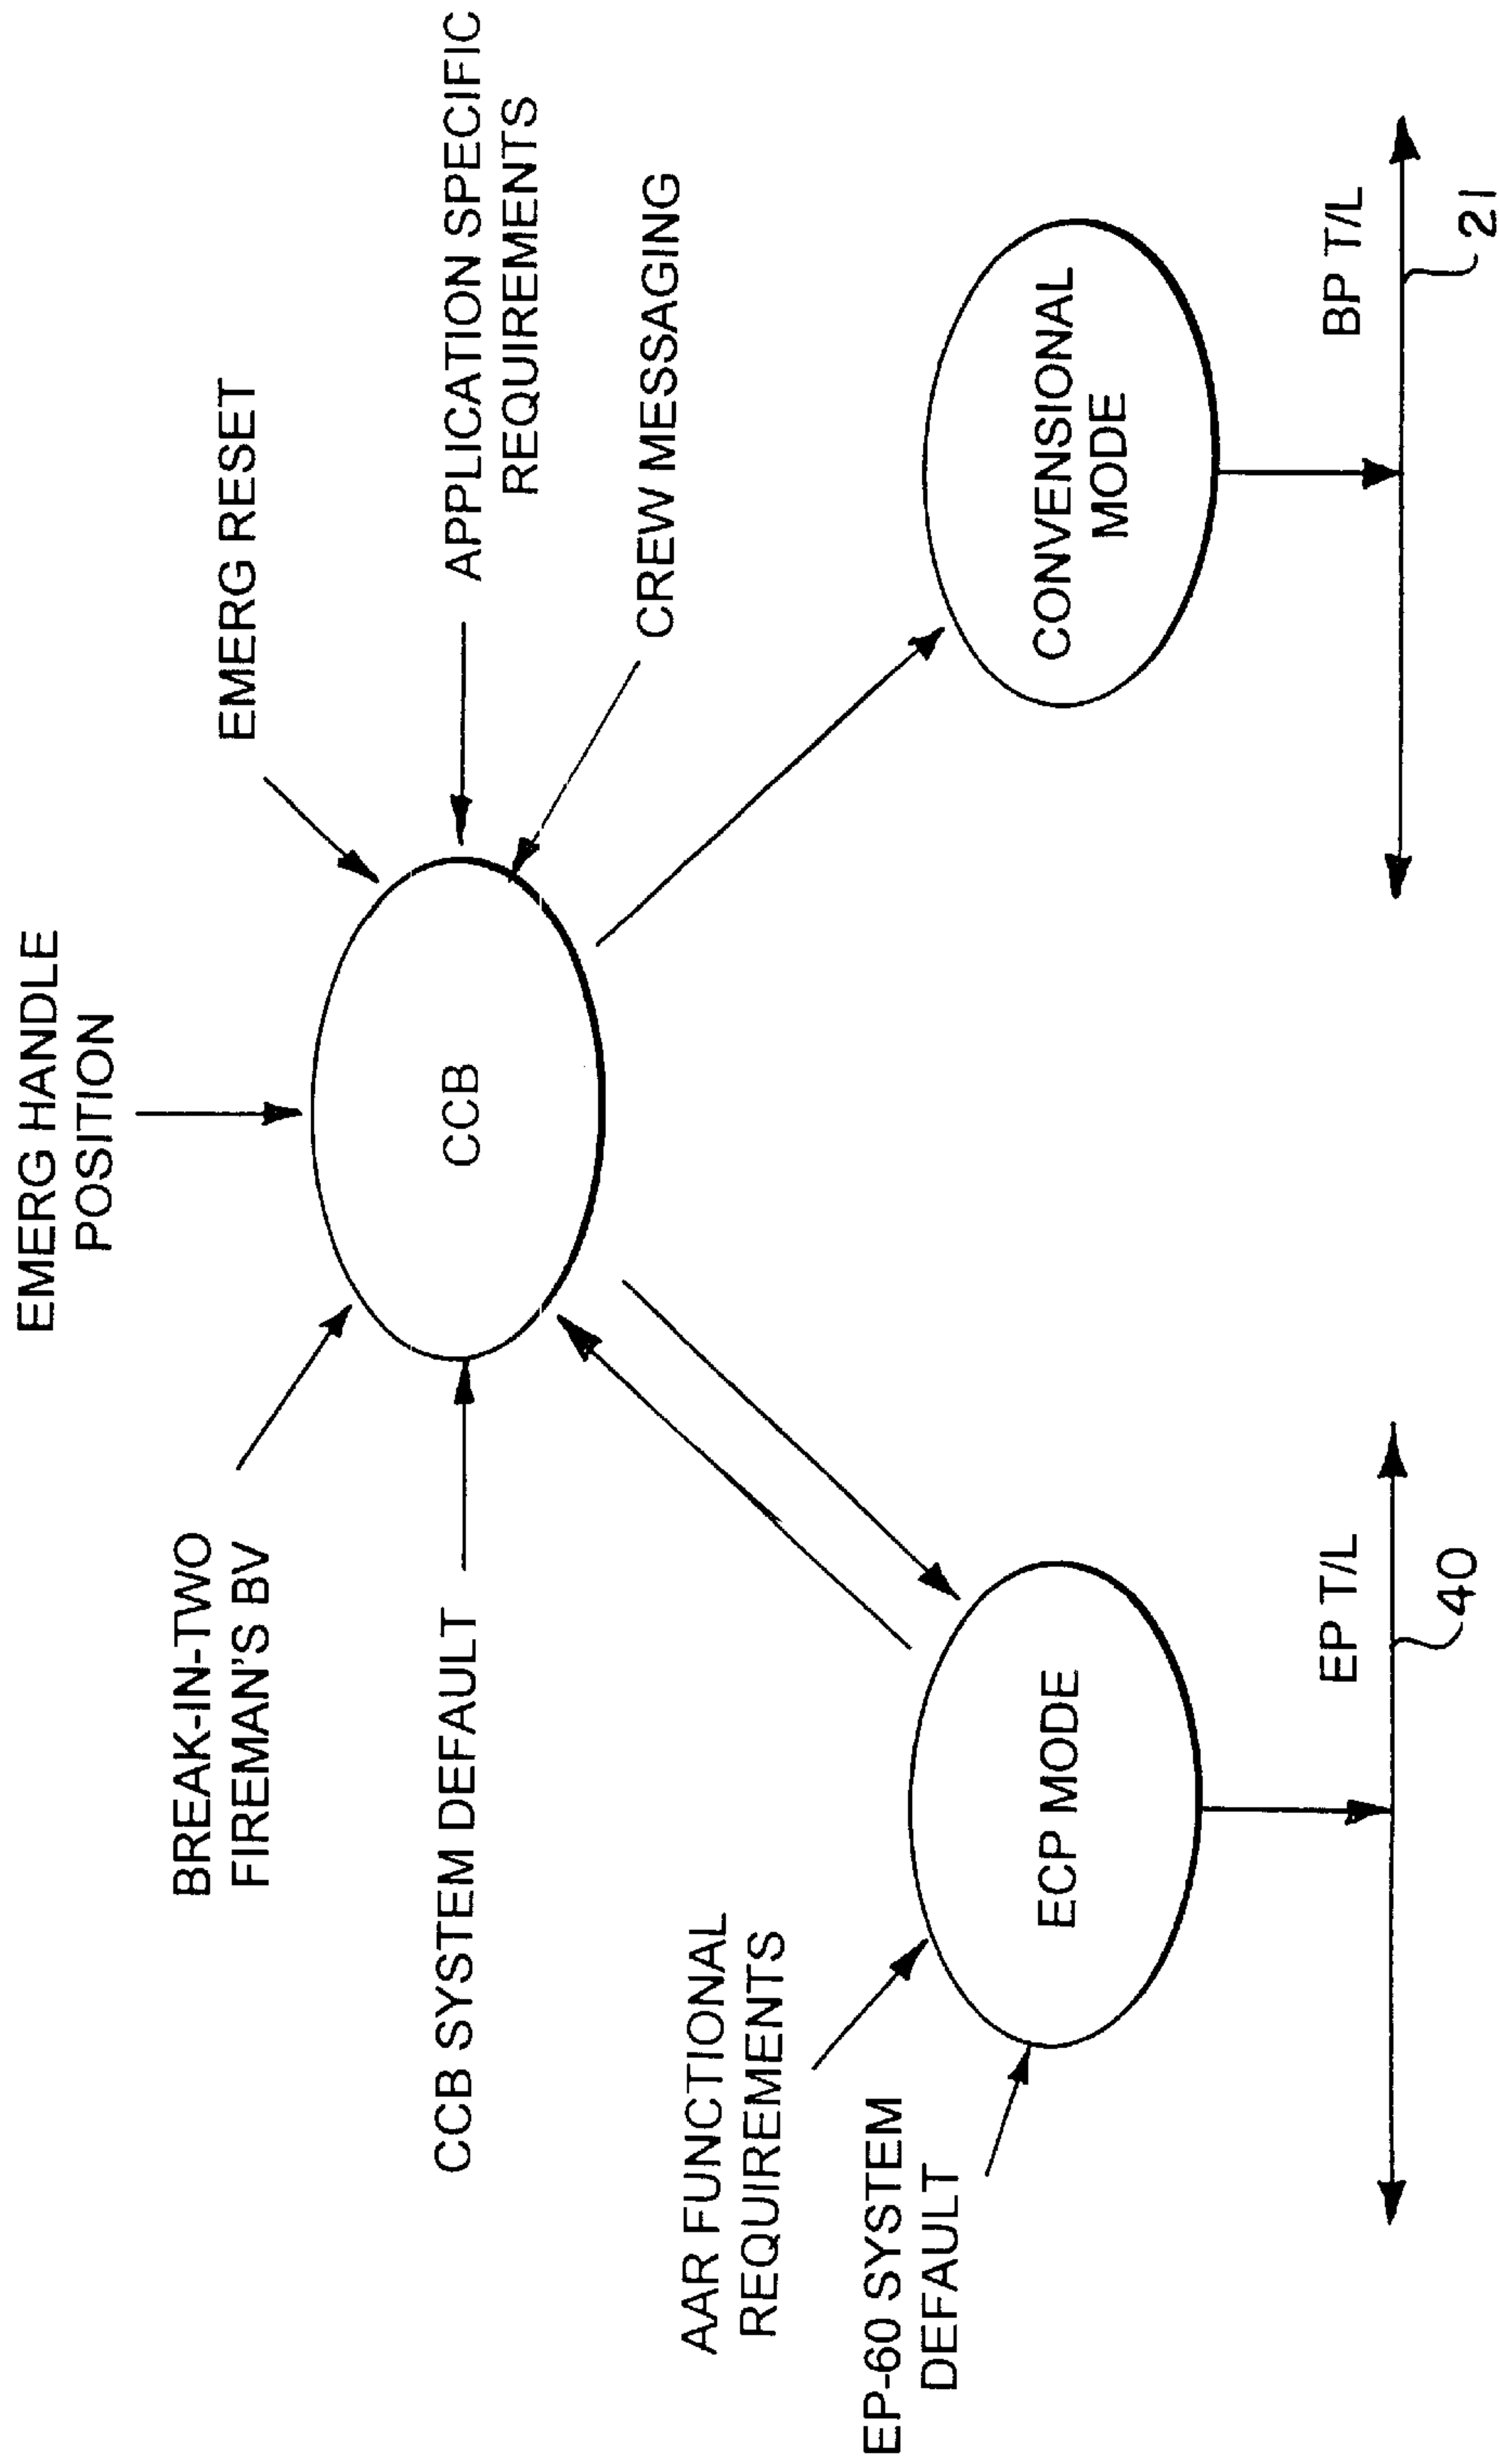 EMERG HANDLE
POSITION
BREAK-IN-TWO
FIREMAN'S BV
EMERG RESET
CCB SYSTEM DEFAULT
CCB
APPLICATION SPECIFIC
REQUIREMENTS
CREW MESSAGING
AAR FUNCTIONAL
REQUIREMENTS
EP-60 SYSTEM
DEFAULT
ECP MODE
CONVENSIONAL
MODE
EP T/L
40
BP T/L
21